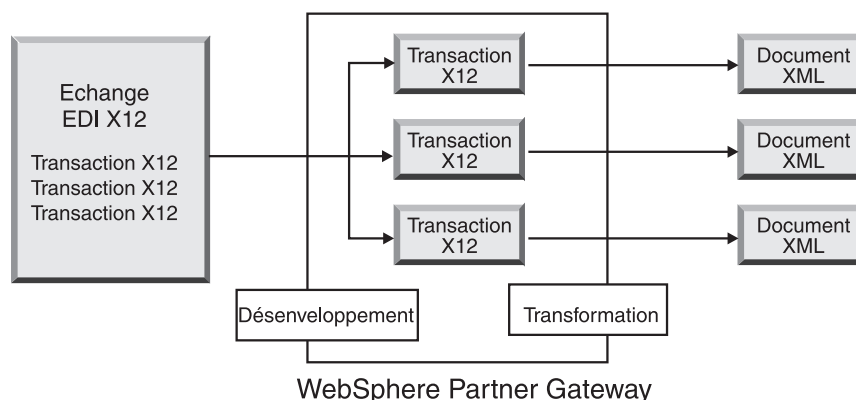 Echange
EDI X12
Transaction X12
Transaction X12
Transaction X12
Transaction
X12
Document
XML
Transaction
X12
Document
XML
Transaction
X12
Document
XML
Désenveloppement
Transformation
WebSphere Partner Gateway